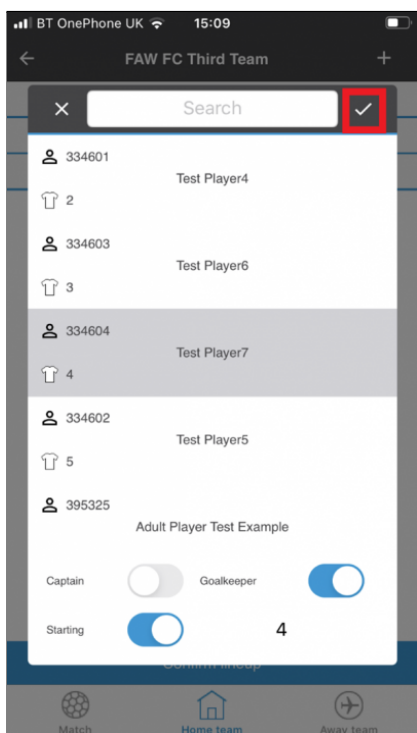 BT OnePhone UK 15:09
FAW FC Third Team
Search
334601
Test Player4
2
334603
Test Player6
3
334604
Test Player7
4
334602
Test Player5
5
395325
Adult Player Test Example
Captain Goalkeeper
Starting 4
Confirm lineup
Match Home team Away team